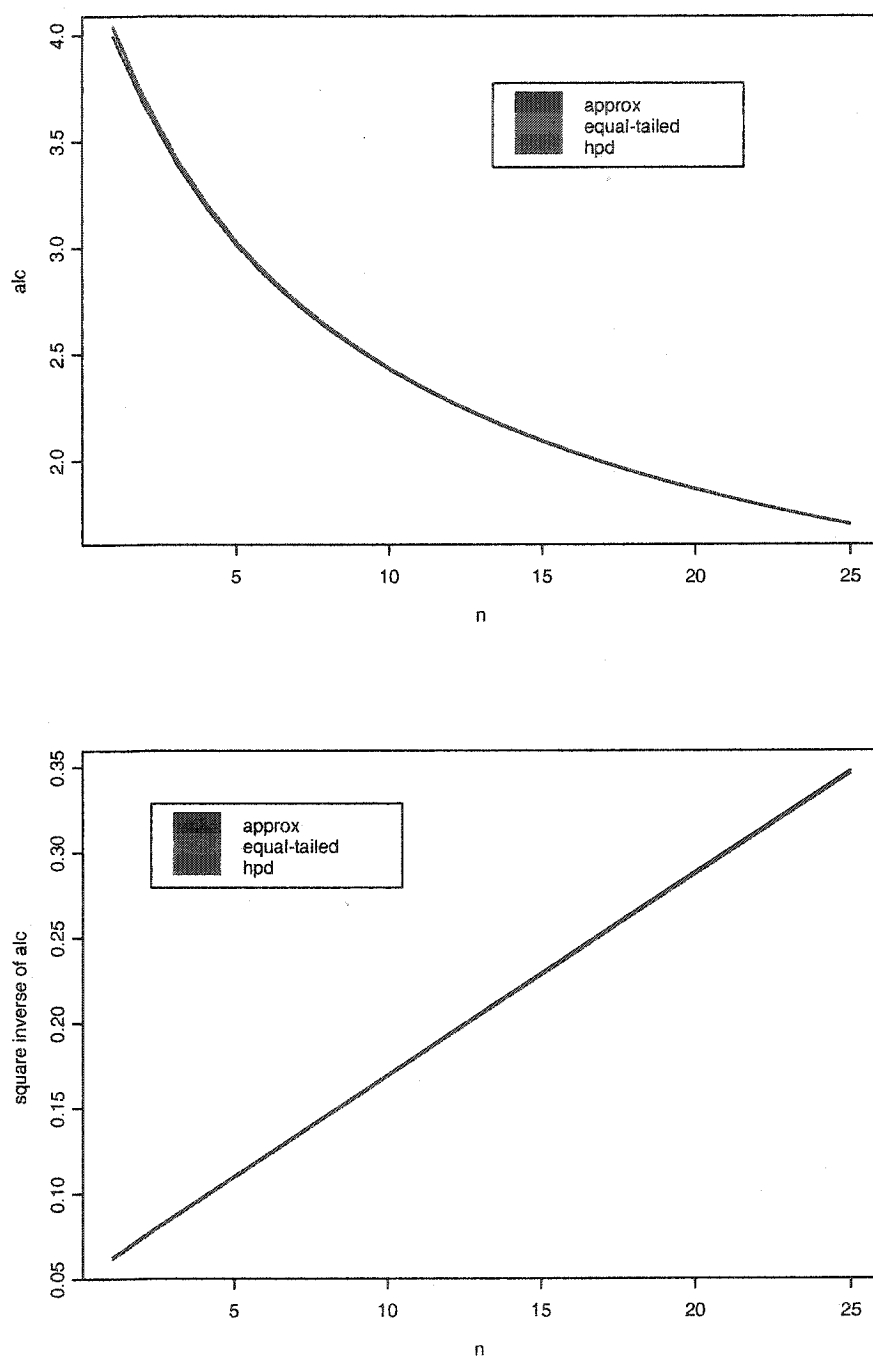 4.0
3.5
3.0
2.5
2.0
alc
approx
equal-tailed
hpd
5 10 15 20 25
n
0.35
0.30
0.25
0.20
0.15
0.10
0.05
square inverse of alc
approx
equal-tailed
hpd
5 10 15 20 25
n